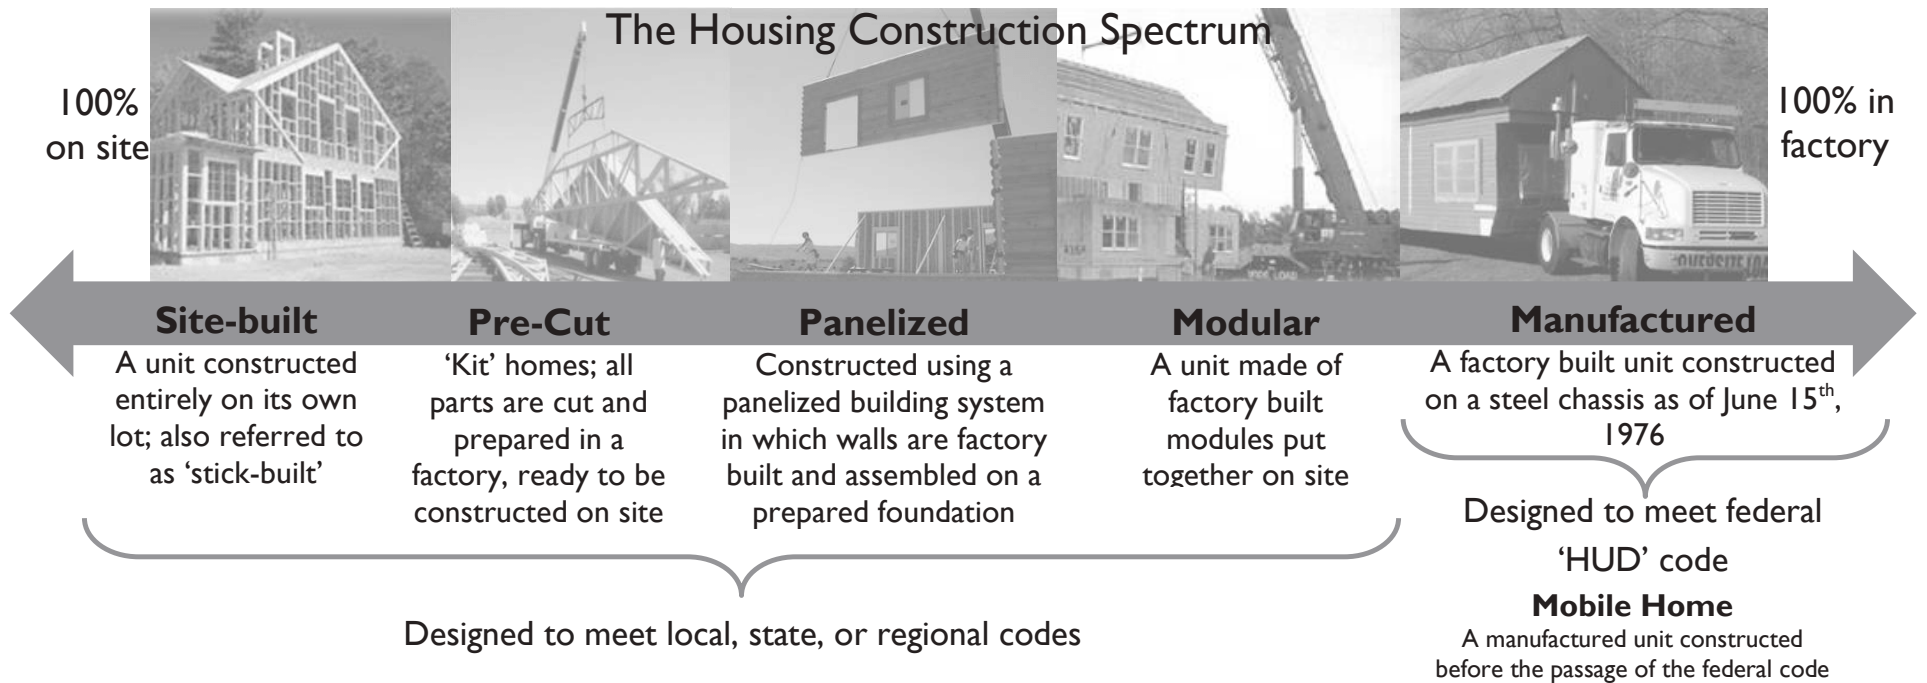 The Housing Construction Spectrum
100%
on site
100% in
factory
Site-built
A unit constructed
entirely on its own
lot; also referred to
as ‘stick-built’
Pre-Cut
‘Kit’ homes; all
parts are cut and
prepared in a
factory, ready to be
constructed on site
Panelized
Constructed using a
panelized building system
in which walls are factory
built and assembled on a
prepared foundation
Modular
A unit made of
factory built
modules put
together on site
Manufactured
A factory built unit constructed
on a steel chassis as of June 15th,
1976
Designed to meet local, state, or regional codes
Designed to meet federal
‘HUD’ code
Mobile Home
A manufactured unit constructed
before the passage of the federal code